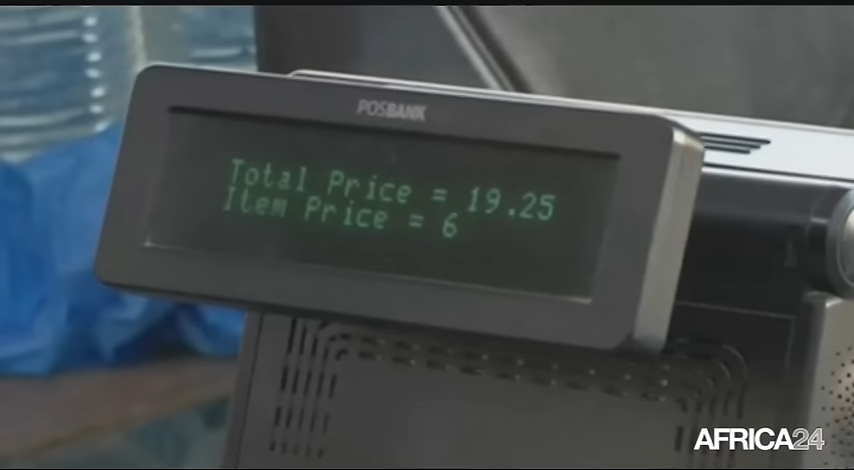 POSBANK
Total Price = 19.25
Item Price = 6
AFRICA24